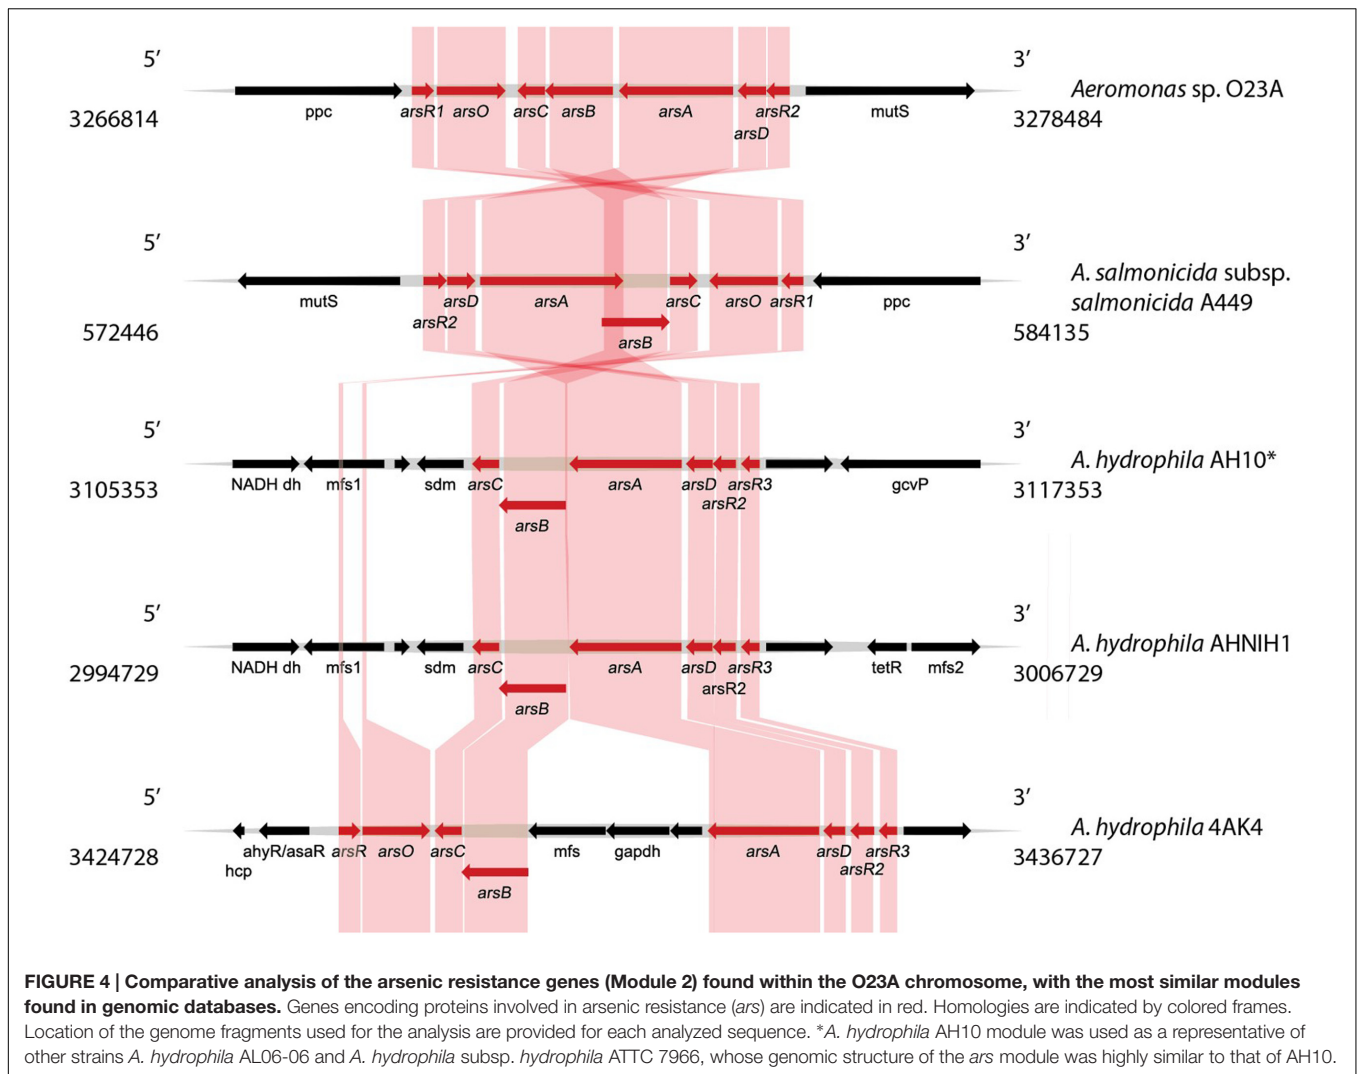 5′ 3′
ppc arsR1 arsO arsC arsB arsA arsR2 mutS
arsD
3266814 3278484
Aeromonas sp. O23A
5′ 3′
mutS arsD arsA arsC arsO arsR1 ppc
arsR2 arsB
572446 584135
A. salmonicida subsp.
salmonicida A449
5′ 3′
NADH dh mfs1 sdm arsC arsA arsD arsR3 gcvP
arsR2
arsB
3105353 3117353
A. hydrophila AH10*
5′ 3′
NADH dh mfs1 sdm arsC arsA arsD arsR3 tetR mfs2
arsR2
arsB
2994729 3006729
A. hydrophila AHNIH1
5′ 3′
ahyR/asaR arsR arsO arsC mfs gapdh arsA arsD arsR3
hcp arsR2
arsB
3424728 3436727
A. hydrophila 4AK4
FIGURE 4 | Comparative analysis of the arsenic resistance genes (Module 2) found within the O23A chromosome, with the most similar modules
found in genomic databases. Genes encoding proteins involved in arsenic resistance (ars) are indicated in red. Homologies are indicated by colored frames.
Location of the genome fragments used for the analysis are provided for each analyzed sequence. *A. hydrophila AH10 module was used as a representative of
other strains A. hydrophila AL06-06 and A. hydrophila subsp. hydrophila ATTC 7966, whose genomic structure of the ars module was highly similar to that of AH10.